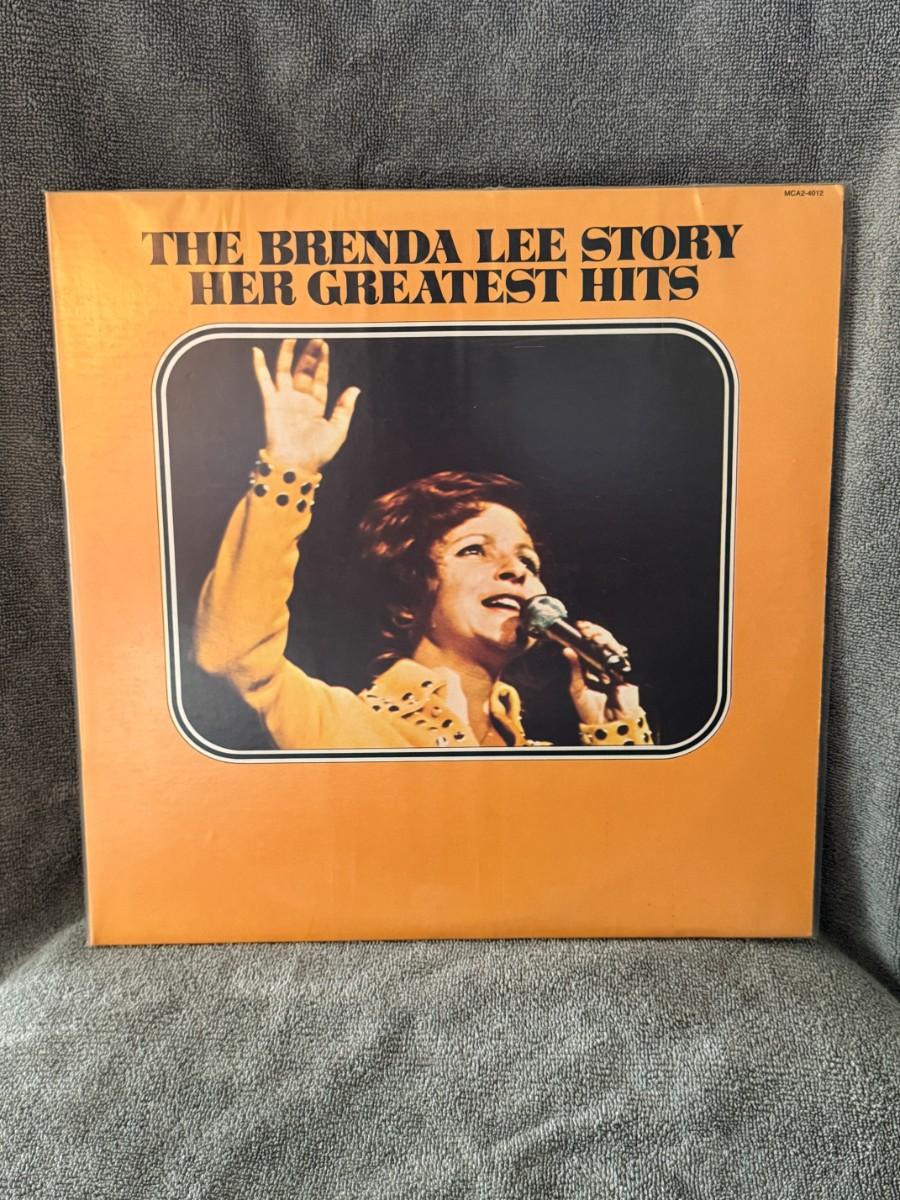 MCA2-4012
THE BRENDA LEE STORY
HER GREATEST HITS